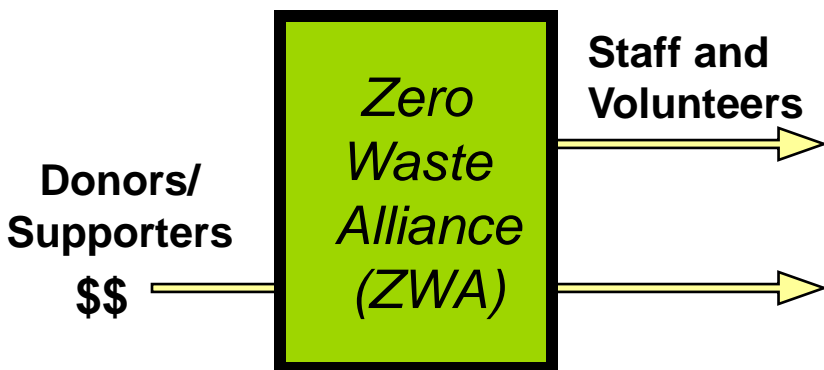 Donors/
Supporters
$$
Zero
Waste
Alliance
(ZWA)
Staff and
Volunteers